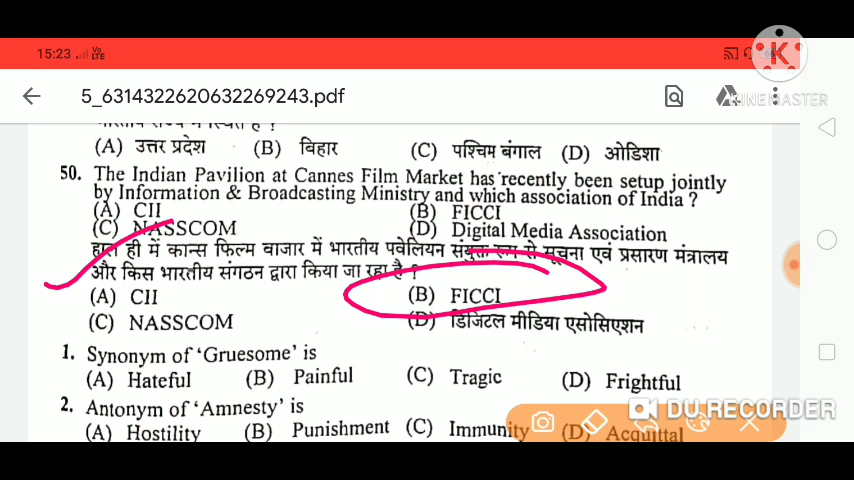 15:23 Vo LTE
K
KINEMASTER
5_6314322620632269243.pdf
भारतीय राज्य में स्थित है ?
(A) उत्तर प्रदेश (B) बिहार (C) पश्चिम बंगाल (D) ओडिशा
50. The Indian Pavilion at Cannes Film Market has recently been setup jointly
by Information & Broadcasting Ministry and which association of India ?
(A) CII (B) FICCI
(C) NASSCOM (D) Digital Media Association
हाल ही में कान्स फिल्म बाजार में भारतीय पवेलियन संयुक्त रूप से सूचना एवं प्रसारण मंत्रालय
और किस भारतीय संगठन द्वारा किया जा रहा है ?
(A) CII (B) FICCI
(C) NASSCOM (D) डिजिटल मीडिया एसोसिएशन
1. Synonym of ‘Gruesome’ is
(A) Hateful (B) Painful (C) Tragic (D) Frightful
DU RECORDER
2. Antonym of ‘Amnesty’ is
(A) Hostility (B) Punishment (C) Immunity (D) Acquittal